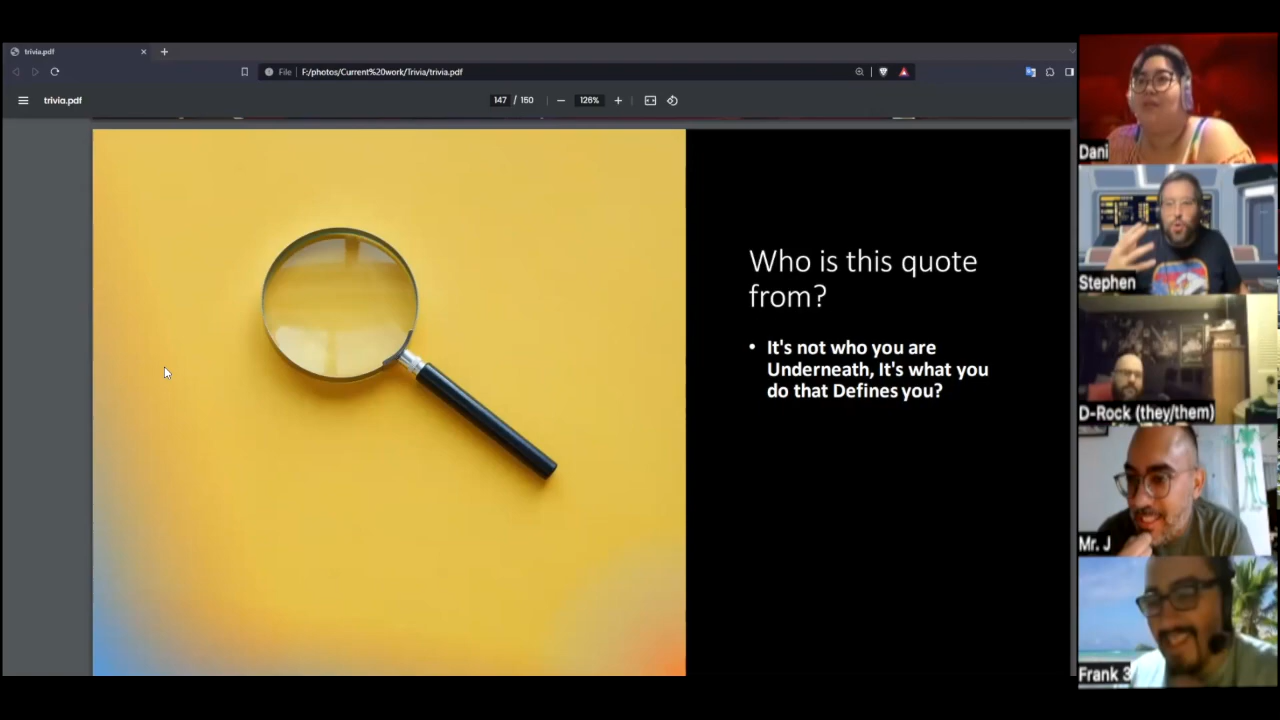 trivia.pdf
File F:/photos/Current%20work/Trivia/trivia.pdf
trivia.pdf 147 / 150 126%
Who is this quote
from?
• It's not who you are
Underneath, It's what you
do that Defines you?
Dani
Stephen
D-Rock (they/them)
Mr. J
Frank 3